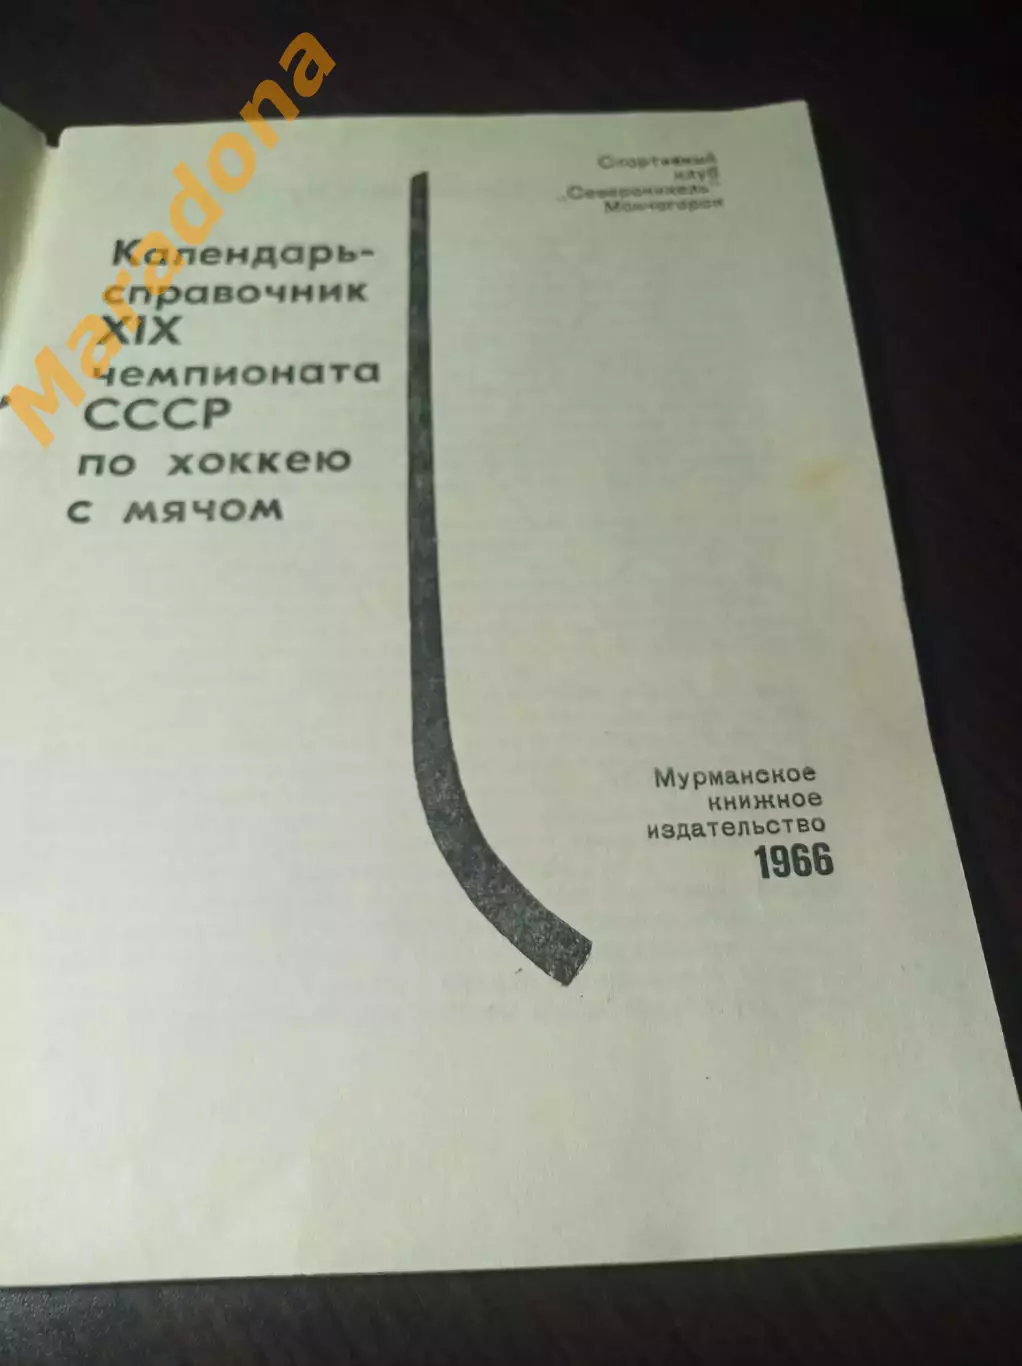 Maradona
Спортивный
клуб
„Североникель"
Мончегорск
Календарь-
справочник
XIX
чемпионата
СССР
по хоккею
с мячом
Мурманское
книжное
издательство
1966